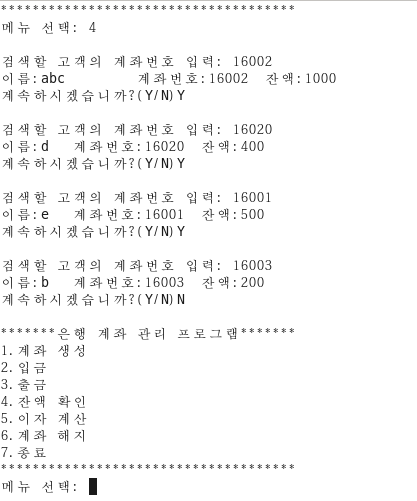 ***********************************
메뉴 선택: 4
검색할 고객의 계좌번호 입력: 16002
이름:abc 계좌번호:16002 잔액:1000
계속하시겠습니까?(Y/N)Y
검색할 고객의 계좌번호 입력: 16020
이름:d 계좌번호:16020 잔액:400
계속하시겠습니까?(Y/N)Y
검색할 고객의 계좌번호 입력: 16001
이름:e 계좌번호:16001 잔액:500
계속하시겠습니까?(Y/N)Y
검색할 고객의 계좌번호 입력: 16003
이름:b 계좌번호:16003 잔액:200
계속하시겠습니까?(Y/N)N
*******은행 계좌 관리 프로그램*******
1.계좌 생성
2.입금
3.출금
4.잔액 확인
5.이자 계산
6.계좌 해지
7.종료
***********************************
메뉴 선택: